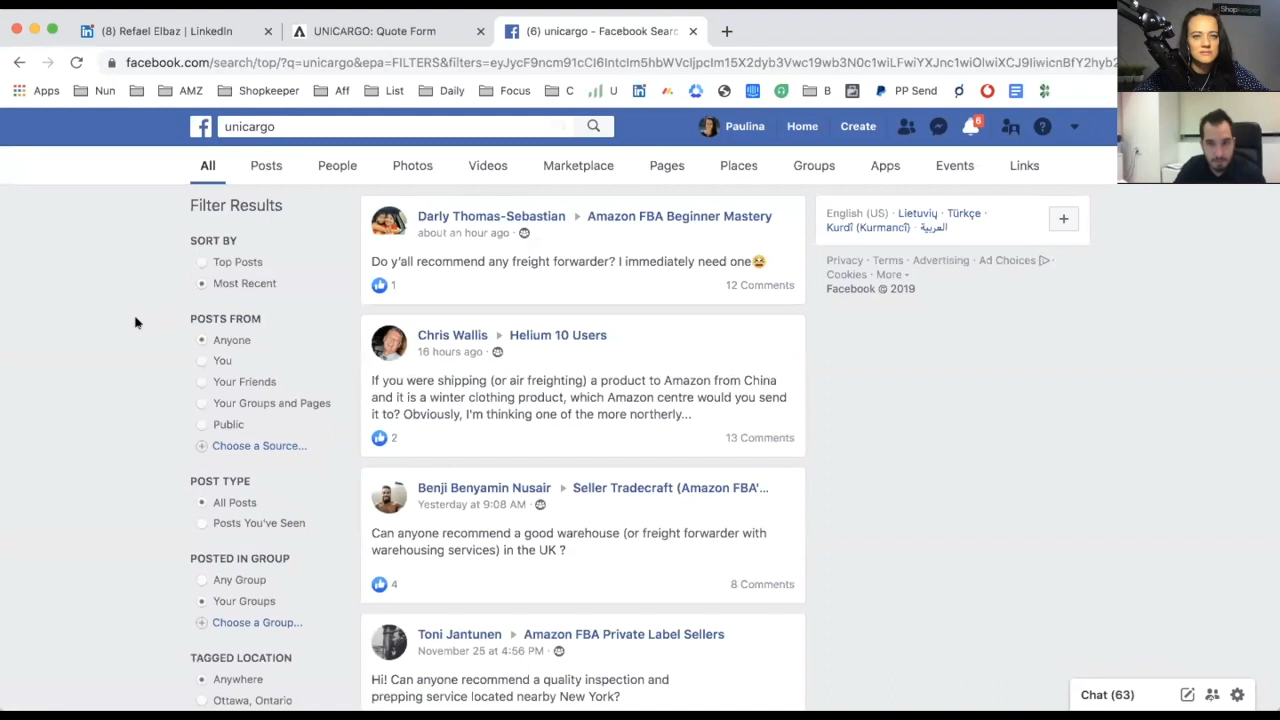 (8) Refael Elbaz | LinkedIn
UNICARGO: Quote Form
(6) unicargo - Facebook Searc
Shopkeeper
facebook.com/search/top/?q=unicargo&epa=FILTERS&filters=
Apps
Nun
AMZ
Shopkeeper
Aff
List
Daily
Focus
C
U
B
PP Send
unicargo
Paulina
Home
Create
6
All
Posts
People
Photos
Videos
Marketplace
Pages
Places
Groups
Apps
Events
Links
Filter Results
SORT BY
Top Posts
Most Recent
POSTS FROM
Anyone
You
Your Friends
Your Groups and Pages
Public
Choose a Source...
POST TYPE
All Posts
Posts You've Seen
POSTED IN GROUP
Any Group
Your Groups
Choose a Group...
TAGGED LOCATION
Anywhere
Ottawa, Ontario
Darly Thomas-Sebastian Amazon FBA Beginner Mastery
about an hour ago ·
Do y'all recommend any freight forwarder? I immediately need one😫
1
12 Comments
Chris Wallis Helium 10 Users
16 hours ago ·
If you were shipping (or air freighting) a product to Amazon from China
and it is a winter clothing product, which Amazon centre would you send
it to? Obviously, I'm thinking one of the more northerly...
2
13 Comments
Benji Benyamin Nusair Seller Tradecraft (Amazon FBA'...
Yesterday at 9:08 AM ·
Can anyone recommend a good warehouse (or freight forwarder with
warehousing services) in the UK ?
4
8 Comments
Toni Jantunen Amazon FBA Private Label Sellers
November 25 at 4:56 PM ·
Hi! Can anyone recommend a quality inspection and
prepping service located nearby New York?
English (US) · Lietuvių · Türkçe ·
Kurdî (Kurmancî) · العربية
Privacy · Terms · Advertising · Ad Choices ·
Cookies · More
Facebook © 2019
Chat (63)